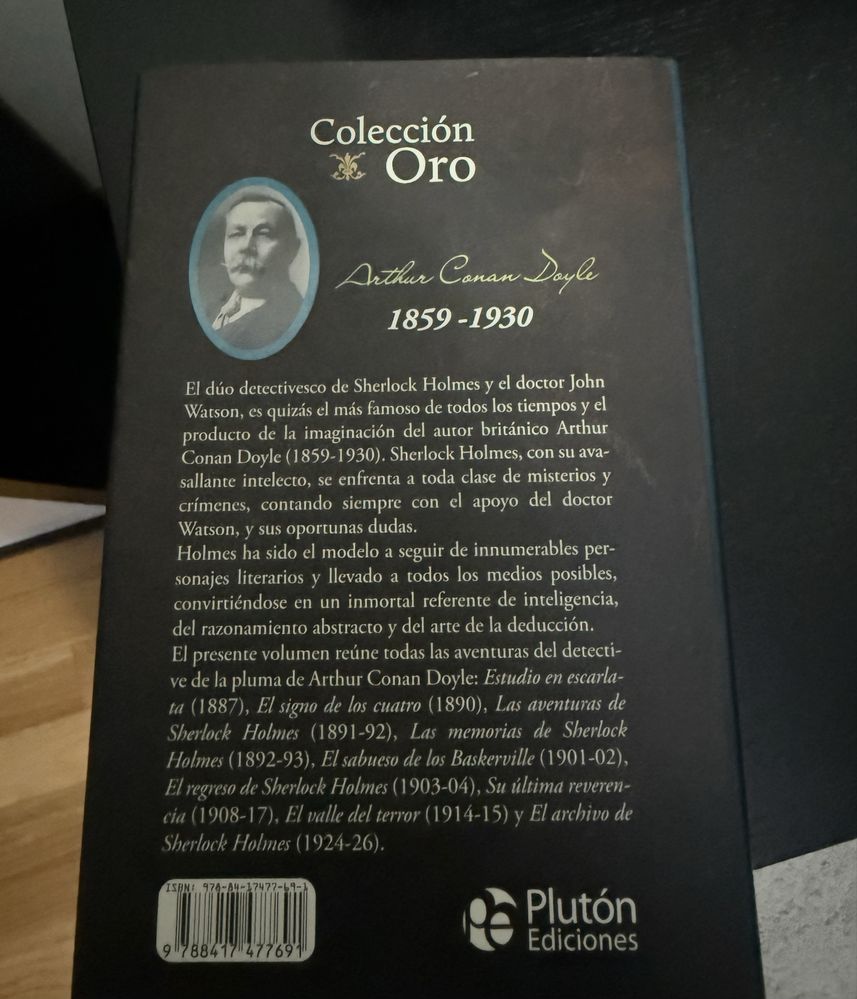 Colección
Oro
Arthur Conan Doyle
1859 -1930
El dúo detectivesco de Sherlock Holmes y el doctor John
Watson, es quizás el más famoso de todos los tiempos y el
producto de la imaginación del autor británico Arthur
Conan Doyle (1859-1930). Sherlock Holmes, con su ava-
sallante intelecto, se enfrenta a toda clase de misterios y
crímenes, contando siempre con el apoyo del doctor
Watson, y sus oportunas dudas.
Holmes ha sido el modelo a seguir de innumerables per-
sonajes literarios y llevado a todos los medios posibles,
convirtiéndose en un inmortal referente de inteligencia,
del razonamiento abstracto y del arte de la deducción.
El presente volumen reúne todas las aventuras del detecti-
ve de la pluma de Arthur Conan Doyle: Estudio en escarla-
ta (1887), El signo de los cuatro (1890), Las aventuras de
Sherlock Holmes (1891-92), Las memorias de Sherlock
Holmes (1892-93), El sabueso de los Baskerville (1901-02),
El regreso de Sherlock Holmes (1903-04), Su última reveren-
cia (1908-17), El valle del terror (1914-15) y El archivo de
Sherlock Holmes (1924-26).
ISBN: 978-84-17477-69-1
9 788417 477691
Plutón
Ediciones